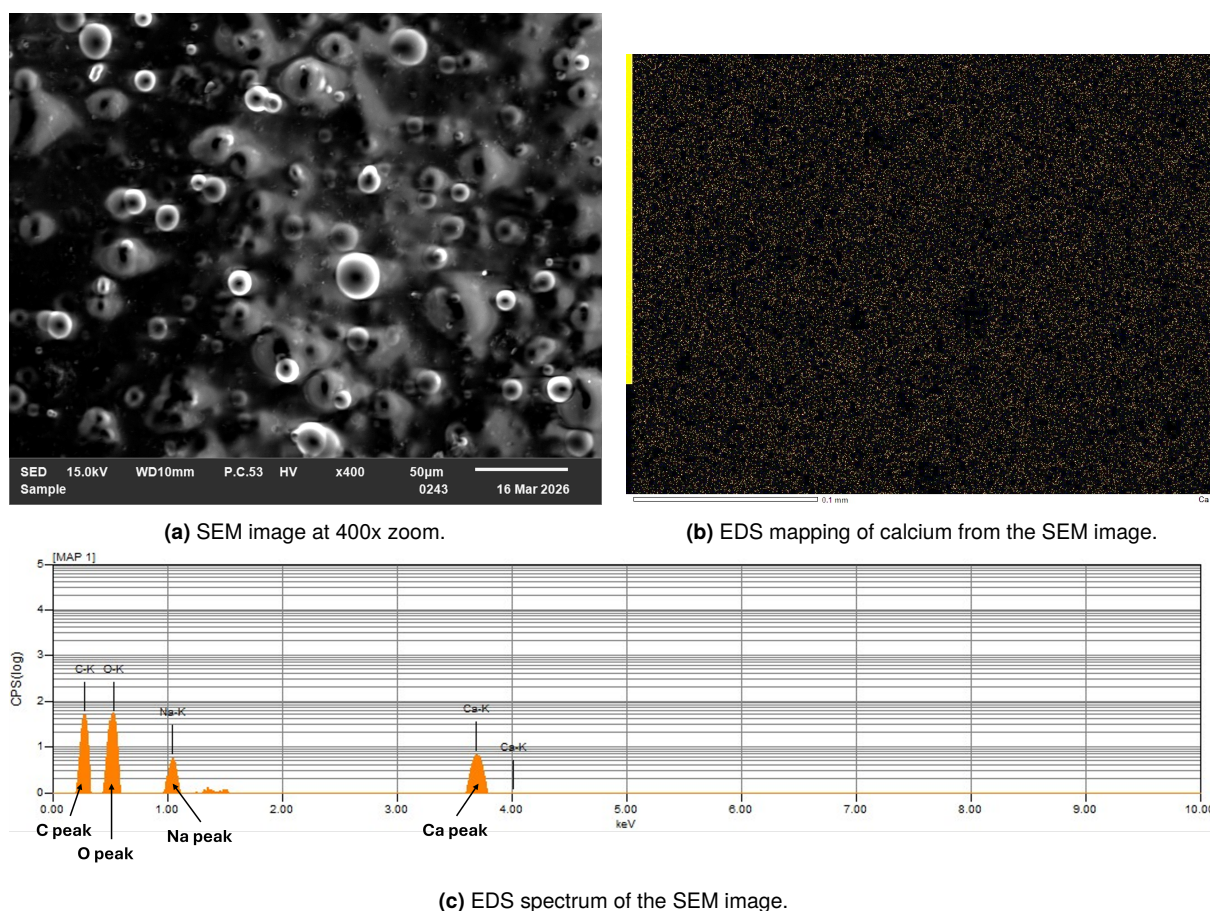 SED 15.0kV WD10mm P.C.53 HV x400 50μm
Sample 0243 16 Mar 2026
0.1 mm Ca
(a) SEM image at 400x zoom.
(b) EDS mapping of calcium from the SEM image.
[MAP 1]
5
4
3
2
1
0
CPS(log)
C-K O-K
Na-K
Ca-K
Ca-K
0.00 1.00 2.00 3.00 4.00 5.00 6.00 7.00 8.00 9.00 10.0
keV
C peak
O peak
Na peak
Ca peak
(c) EDS spectrum of the SEM image.